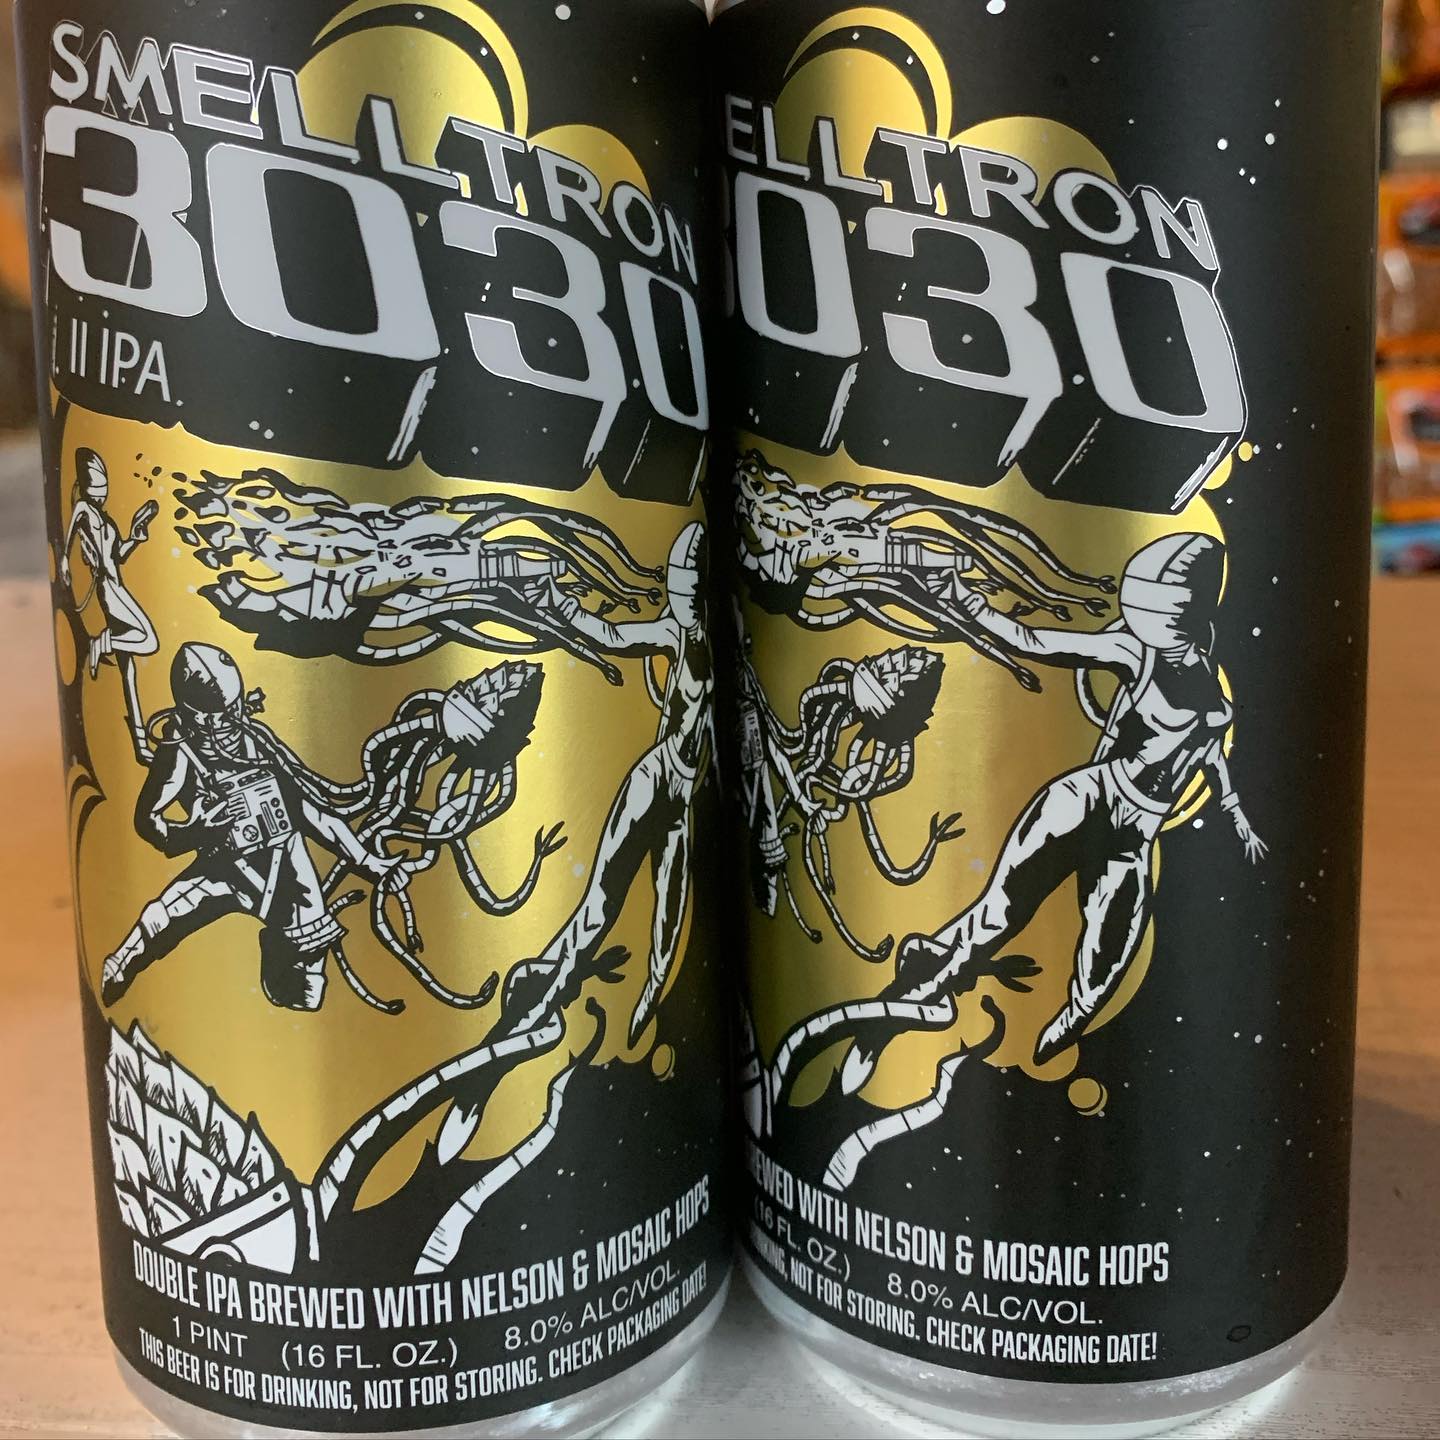 SMELLTRON
3030
II IPA
DOUBLE IPA BREWED WITH NELSON & MOSAIC HOPS
1 PINT (16 FL. OZ.) 8.0% ALC/VOL.
THIS BEER IS FOR DRINKING, NOT FOR STORING. CHECK PACKAGING DATE!
ELLTRON
3030
BREWED WITH NELSON & MOSAIC HOPS
(16 FL. OZ.) 8.0% ALC/VOL.
DRINKING, NOT FOR STORING. CHECK PACKAGING DATE!